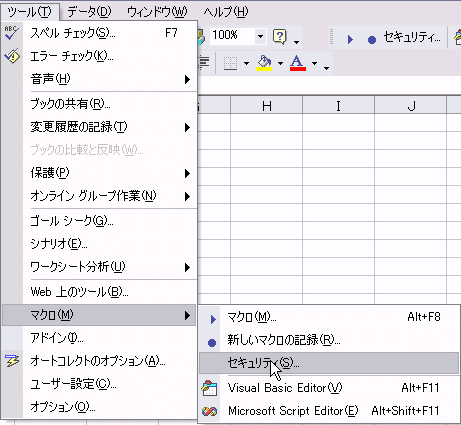 ツール(T) データ(D) ウィンドウ(W) ヘルプ(H)
スペル チェック(S)... F7
100% セキュリティ...
エラー チェック(K)...
音声(H)
ブックの共有(R)...
H I J
変更履歴の記録(T)
ブックの比較と反映(W)...
保護(P)
オンライン グループ作業(N)
ゴール シーク(G)...
シナリオ(E)...
ワークシート分析(U)
Web 上のツール(B)...
マクロ(M)
アドイン(I)...
オートコレクトのオプション(A)...
ユーザー設定(C)...
オプション(O)...
マクロ(M)... Alt+F8
新しいマクロの記録(R)...
セキュリティ(S)...
Visual Basic Editor(V) Alt+F11
Microsoft Script Editor(E) Alt+Shift+F11